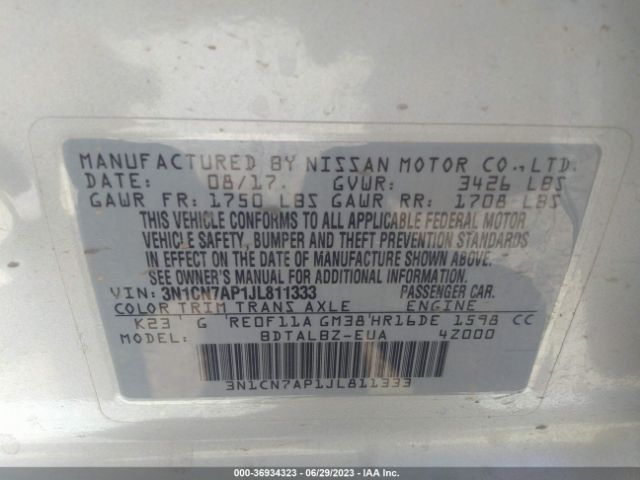 MANUFACTURED BY NISSAN MOTOR CO., LTD.
DATE: 08/17. GVWR: 3426 LBS
GAWR FR: 1750 LBS GAWR RR: 1708 LBS
THIS VEHICLE CONFORMS TO ALL APPLICABLE FEDERAL MOTOR
VEHICLE SAFETY, BUMPER AND THEFT PREVENTION STANDARDS
IN EFFECT ON THE DATE OF MANUFACTURE SHOWN ABOVE.
SEE OWNER'S MANUAL FOR ADDITIONAL INFORMATION.
VIN: 3N1CN7AP1JL811333 PASSENGER CAR.
COLOR TRIM TRANS AXLE ENGINE
K23 G RE0F11A GM38 HR16DE 1598 CC
MODEL: BDTALBZ-EUA 4Z000
3N1CN7AP1JL811333
000-36934323 | 06/29/2023 | IAA Inc.